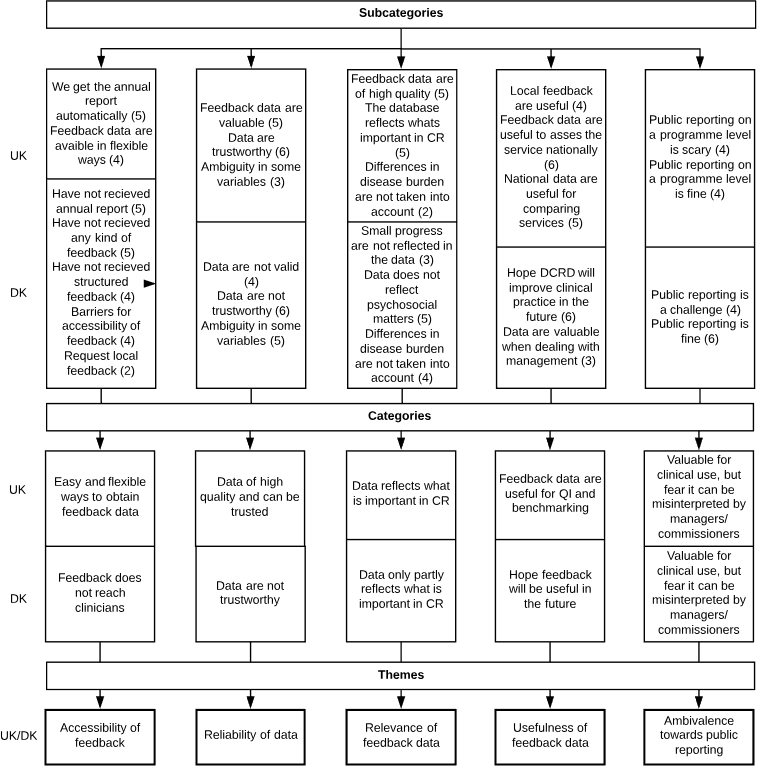 Subcategories
UK
We get the annual
report
automatically (5)
Feedback data are
avaible in flexible
ways (4)
Feedback data are
valuable (5)
Data are
trustworthy (6)
Ambiguity in some
variables (3)
Feedback data are
of high quality (5)
The database
reflects whats
important in CR
(5)
Differences in
disease burden
are not taken into
account (2)
Local feedback
are useful (4)
Feedback data are
useful to asses the
service nationally
(6)
National data are
useful for
comparing
services (5)
Public reporting on
a programme level
is scary (4)
Public reporting on
a programme level
is fine (4)
DK
Have not recieved
annual report (5)
Have not recieved
any kind of
feedback (5)
Have not recieved
structured
feedback (4)
Barriers for
accessibility of
feedback (4)
Request local
feedback (2)
Data are not valid
(4)
Data are not
trustworthy (6)
Ambiguity in some
variables (5)
Small progress
are not reflected in
the data (3)
Data does not
reflect
psychosocial
matters (5)
Differences in
disease burden
are not taken into
account (4)
Hope DCRD will
improve clinical
practice in the
future (6)
Data are valuable
when dealing with
management (3)
Public reporting is
a challenge (4)
Public reporting is
fine (6)
Categories
UK
Easy and flexible
ways to obtain
feedback data
Data of high
quality and can be
trusted
Data reflects what
is important in CR
Feedback data are
useful for QI and
benchmarking
Valuable for
clinical use, but
fear it can be
misinterpreted by
managers/
commissioners
DK
Feedback does
not reach
clinicians
Data are not
trustworthy
Data only partly
reflects what is
important in CR
Hope feedback
will be useful in
the future
Valuable for
clinical use, but
fear it can be
misinterpreted by
managers/
commissioners
Themes
UK/DK
Accessibility of
feedback
Reliability of data
Relevance of
feedback data
Usefulness of
feedback data
Ambivalence
towards public
reporting